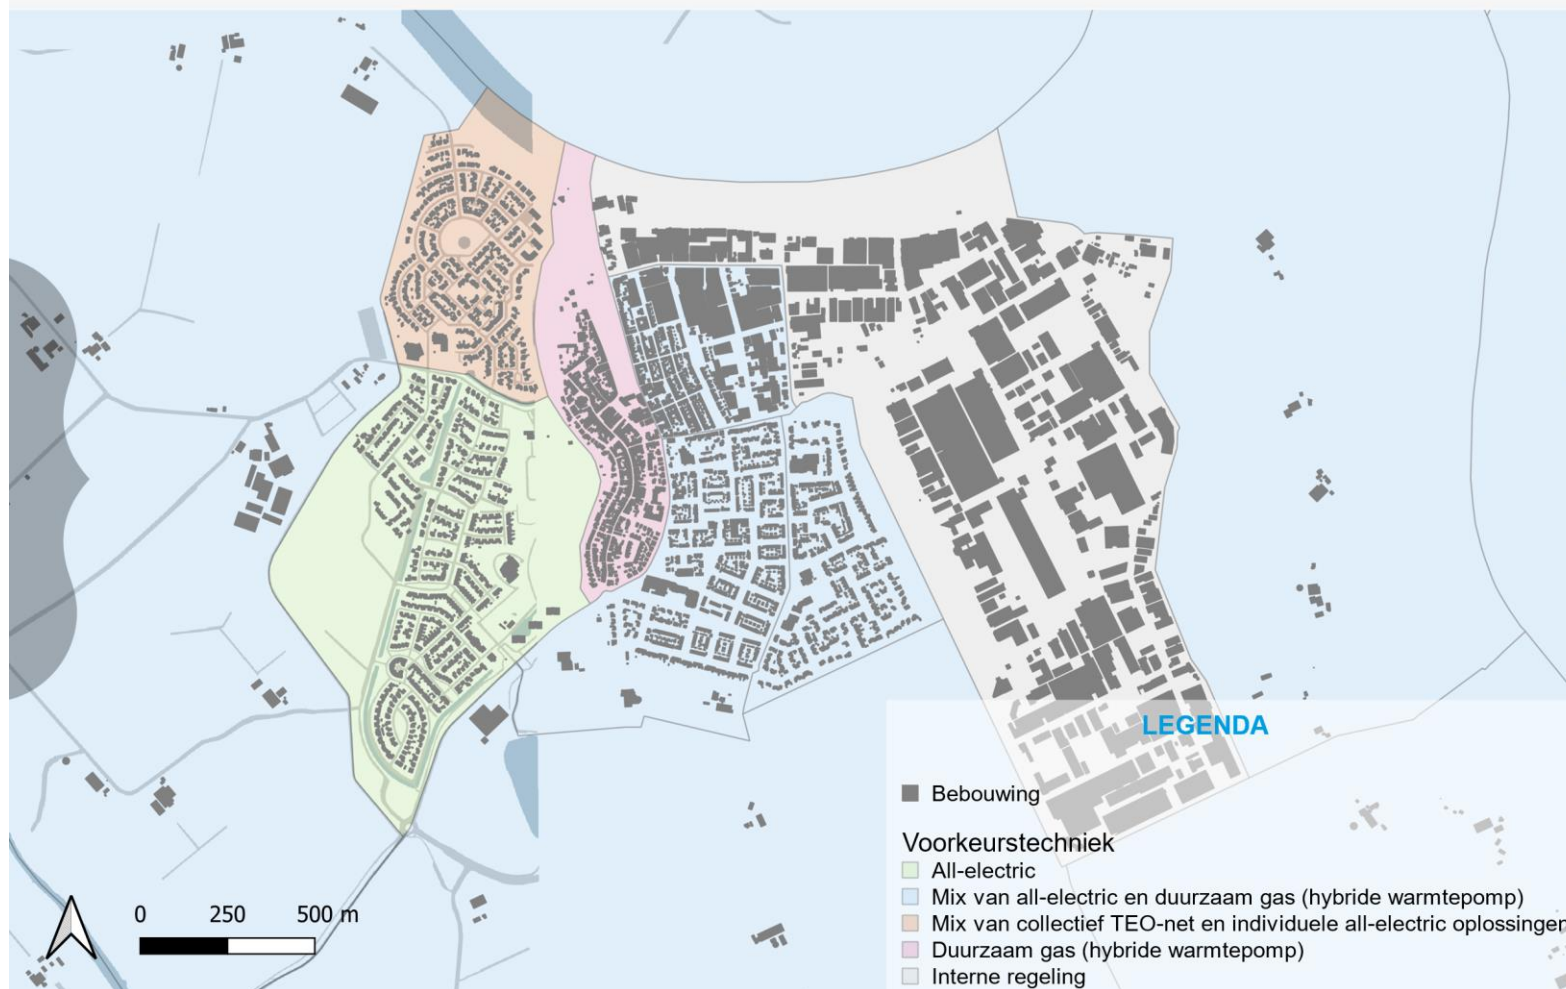 LEGENDA
Bebouwing
Voorkeurstechniek
All-electric
Mix van all-electric en duurzaam gas (hybride warmtepomp)
Mix van collectief TEO-net en individuele all-electric oplossingen
Duurzaam gas (hybride warmtepomp)
Interne regeling
0 250 500 m